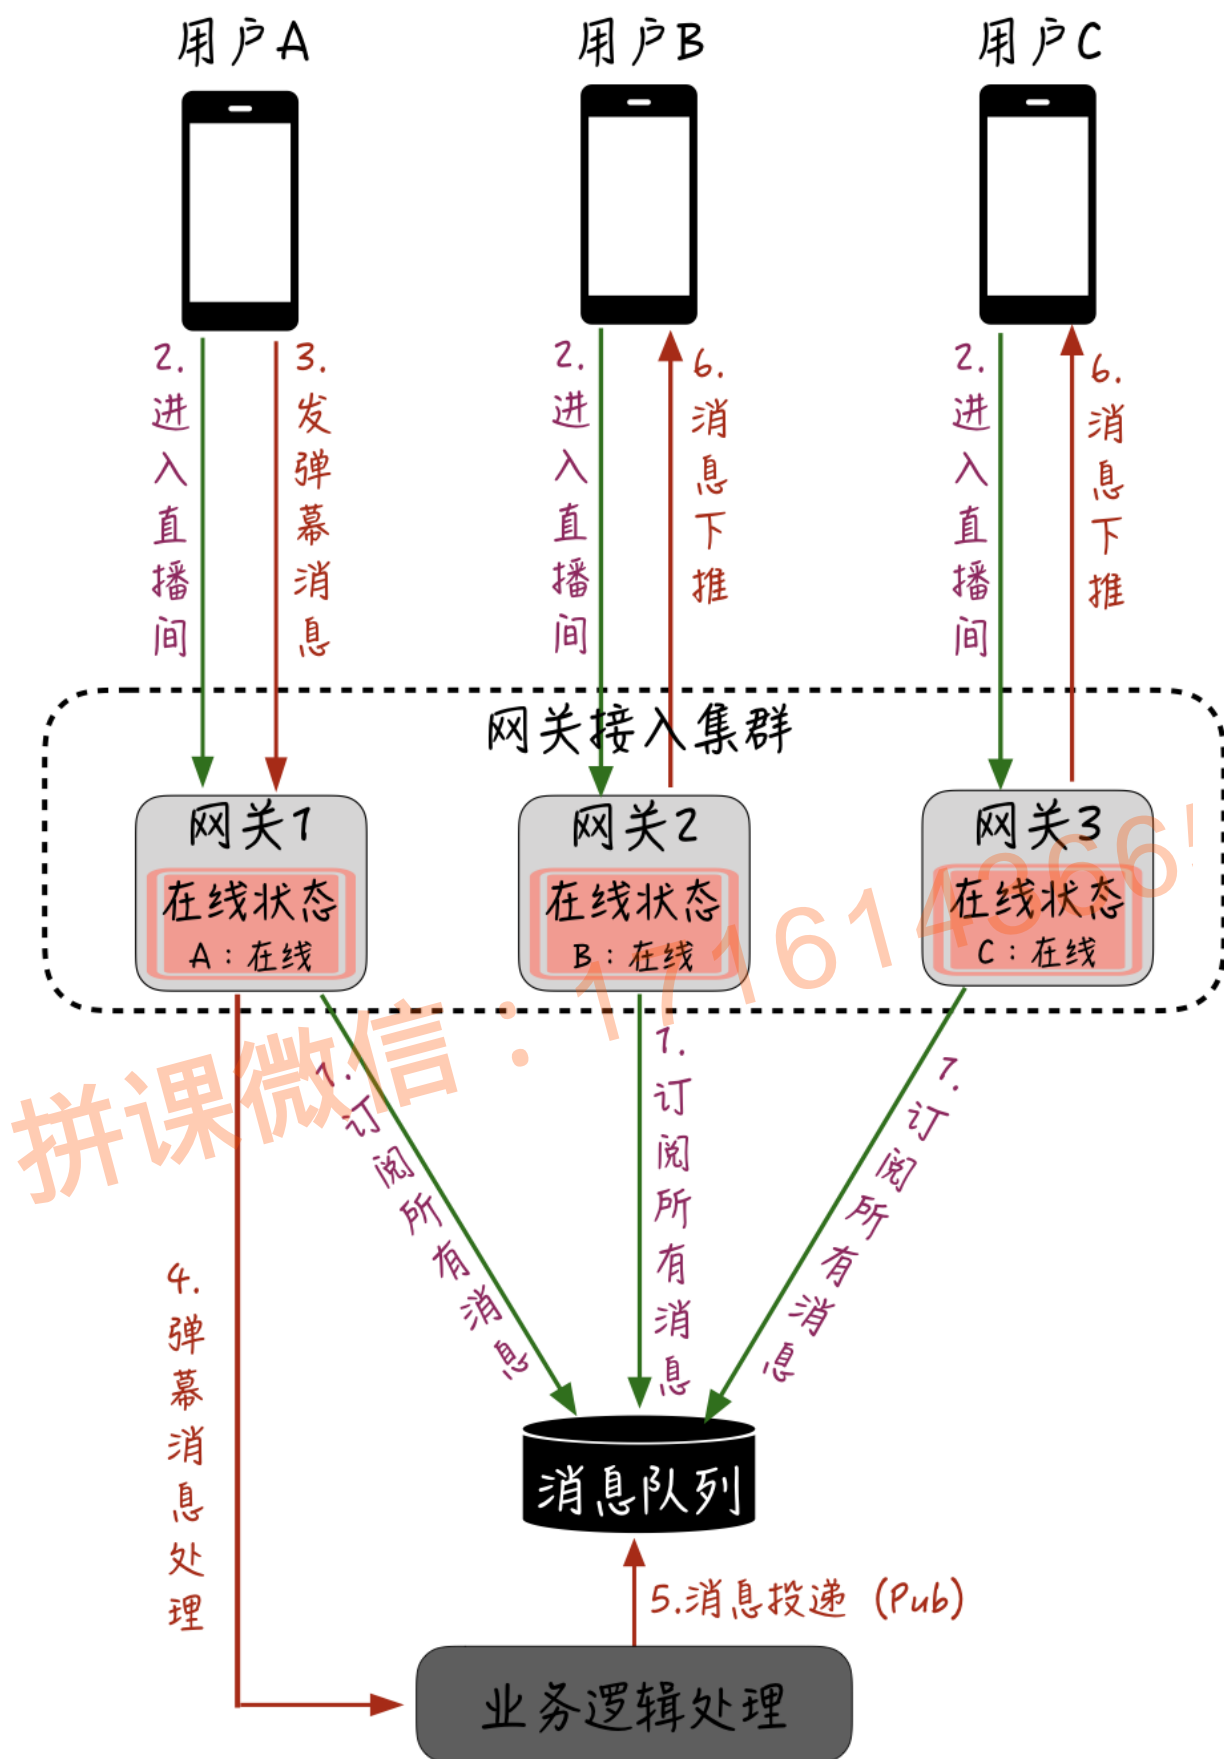 用户A
用户B
用户C
2.进入直播间
3.发弹幕消息
2.进入直播间
6.消息下推
2.进入直播间
6.消息下推
网关接入集群
网关1
在线状态
A：在线
网关2
在线状态
B：在线
网关3
在线状态
C：在线
拼课微信：171614366
1.订阅所有消息
1.订阅所有消息
1.订阅所有消息
4.弹幕消息处理
消息队列
5.消息投递（Pub）
业务逻辑处理